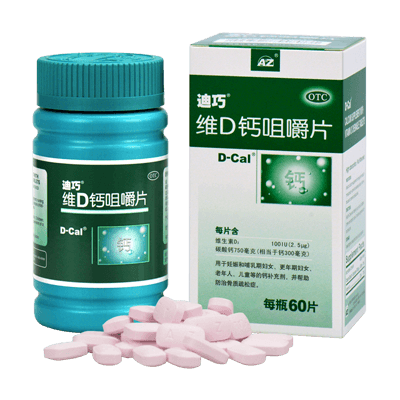 AZ
迪巧®
OTC
维D钙咀嚼片
D-Cal®
钙
每片含
维生素D₃ 100IU(2.5μg)
碳酸钙750毫克(相当于钙300毫克)
用于妊娠和哺乳期妇女、更年期妇女、
老年人、儿童等的钙补充剂，并帮助
防治骨质疏松症。
每瓶60片
D-Cal
迪巧®
维D钙咀嚼片
OTC
D-Cal®
钙